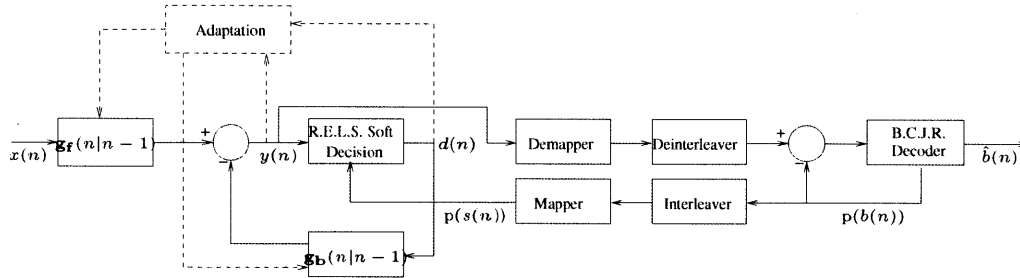 Adaptation
x(n)
g_f(n|n − 1)
+
−
y(n)
R.E.L.S. Soft
Decision
d(n)
Demapper
Deinterleaver
+
−
B.C.J.R.
Decoder
b̂(n)
p(s(n))
Mapper
Interleaver
p(b(n))
g_b(n|n − 1)